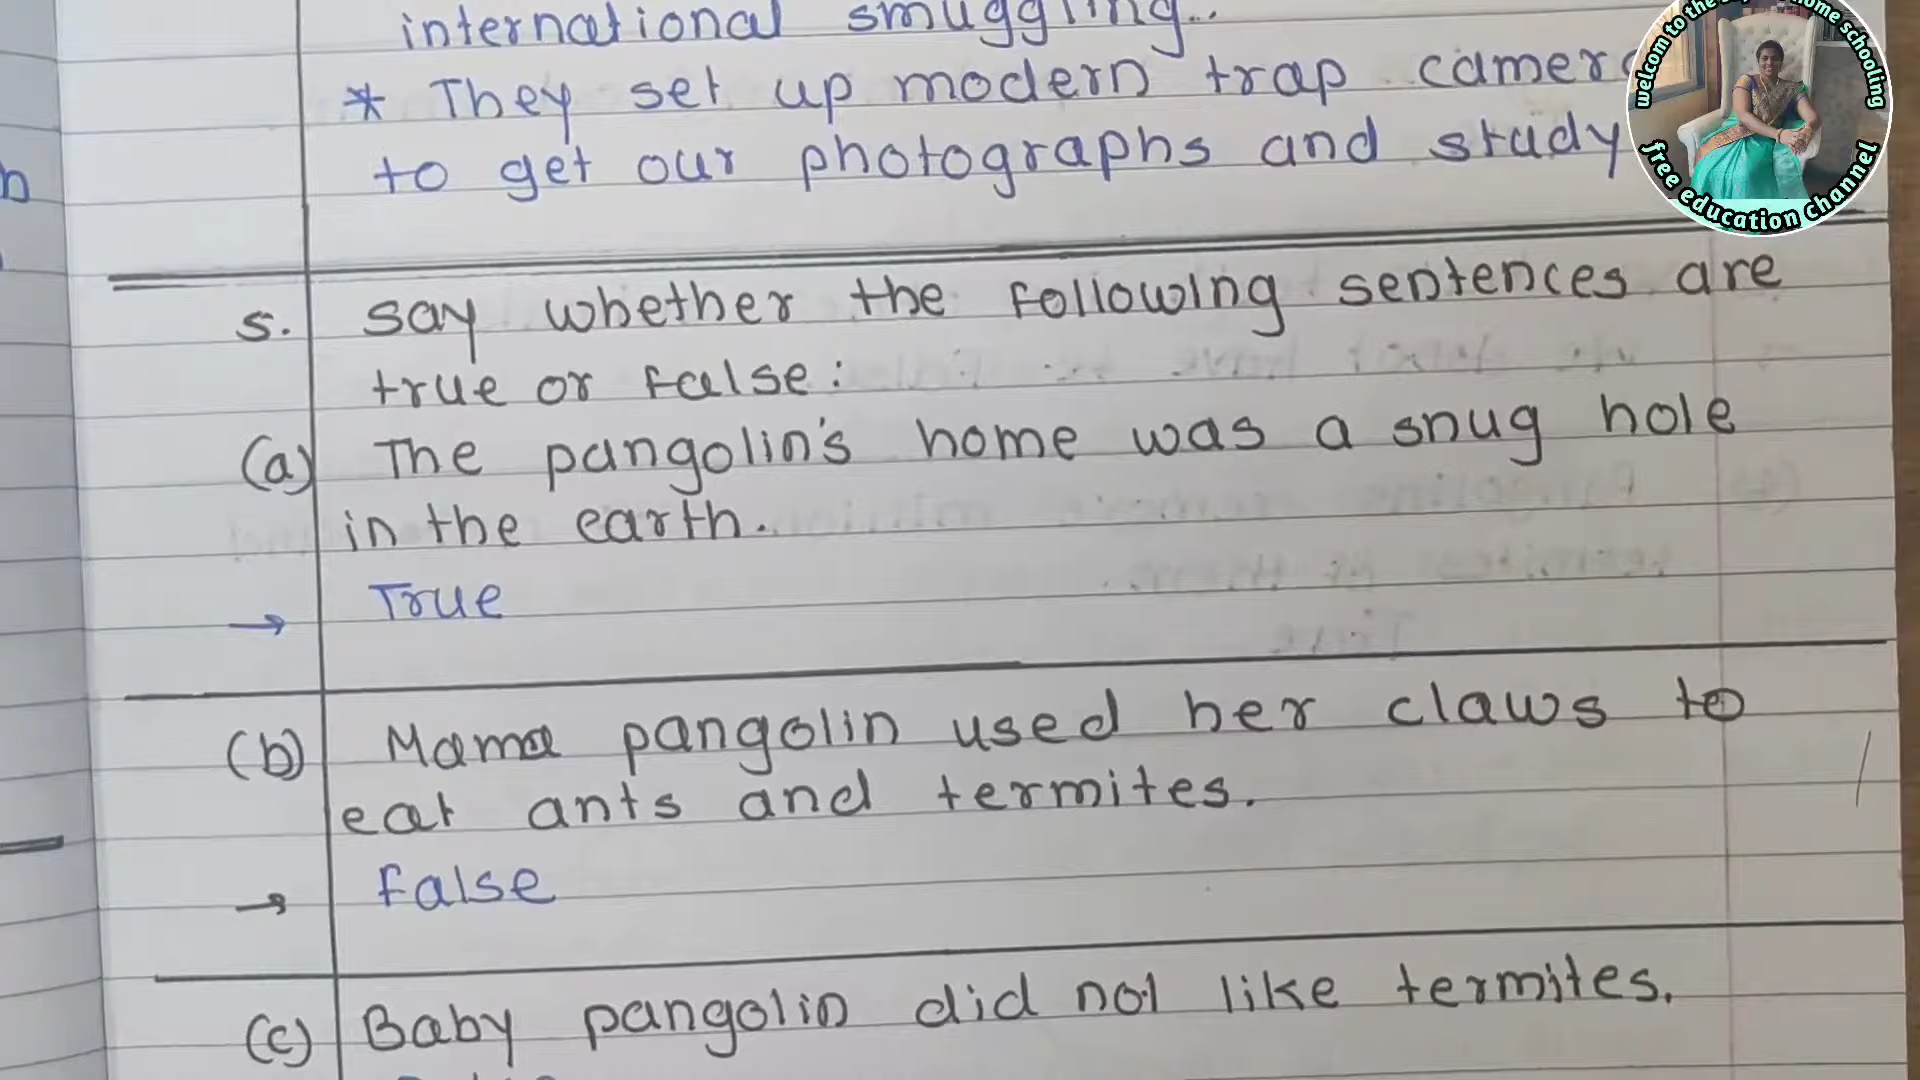 international smuggling..
* They set up modern trap camera
to get our photographs and study
5. say whether the following sentences are
true or false:
(a) The pangolin's home was a snug hole
in the earth.
→ True
(b) Mama pangolin used her claws to
eat ants and termites.
→ false
(c) Baby pangolin did not like termites.
welcom to the home schooling
free education channel